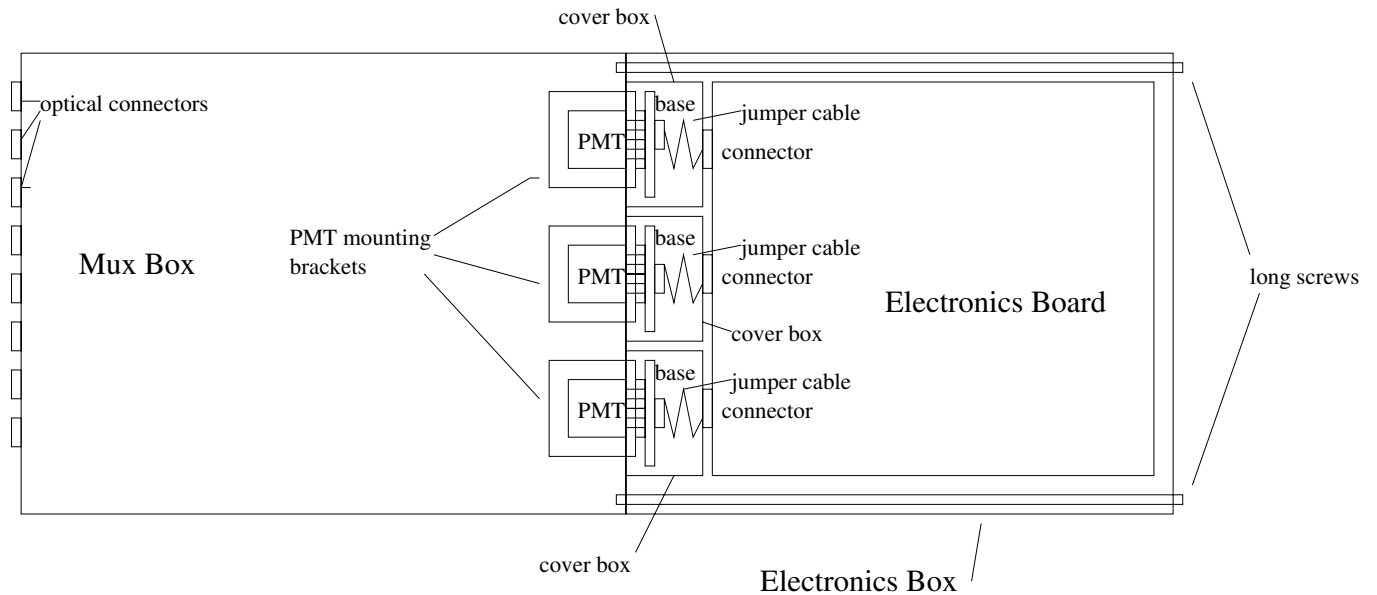 cover box
optical connectors
base
jumper cable
PMT
connector
PMT mounting
brackets
Mux Box
base
jumper cable
PMT
connector
Electronics Board
long screws
cover box
base
jumper cable
PMT
connector
cover box
Electronics Box